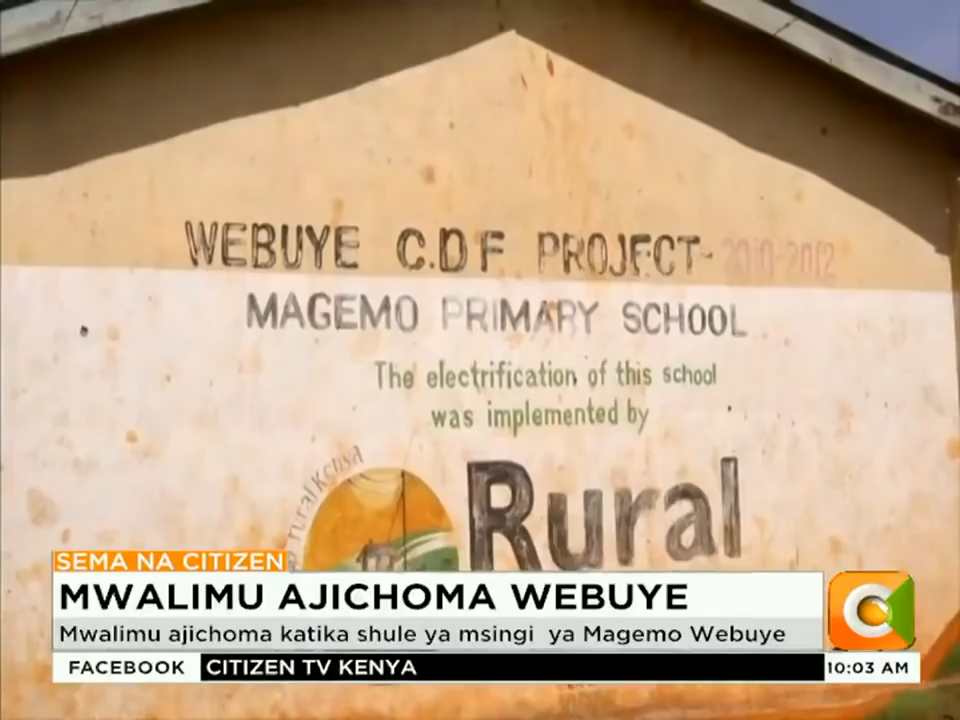 WEBUYE C.D.F PROJECT- 2010-2012
MAGEMO PRIMARY SCHOOL
The electrification of this school
was implemented by
rural Kenya
Rural
SEMA NA CITIZEN
MWALIMU AJICHOMA WEBUYE
Mwalimu ajichoma katika shule ya msingi ya Magemo Webuye
FACEBOOK CITIZEN TV KENYA 10:03 AM